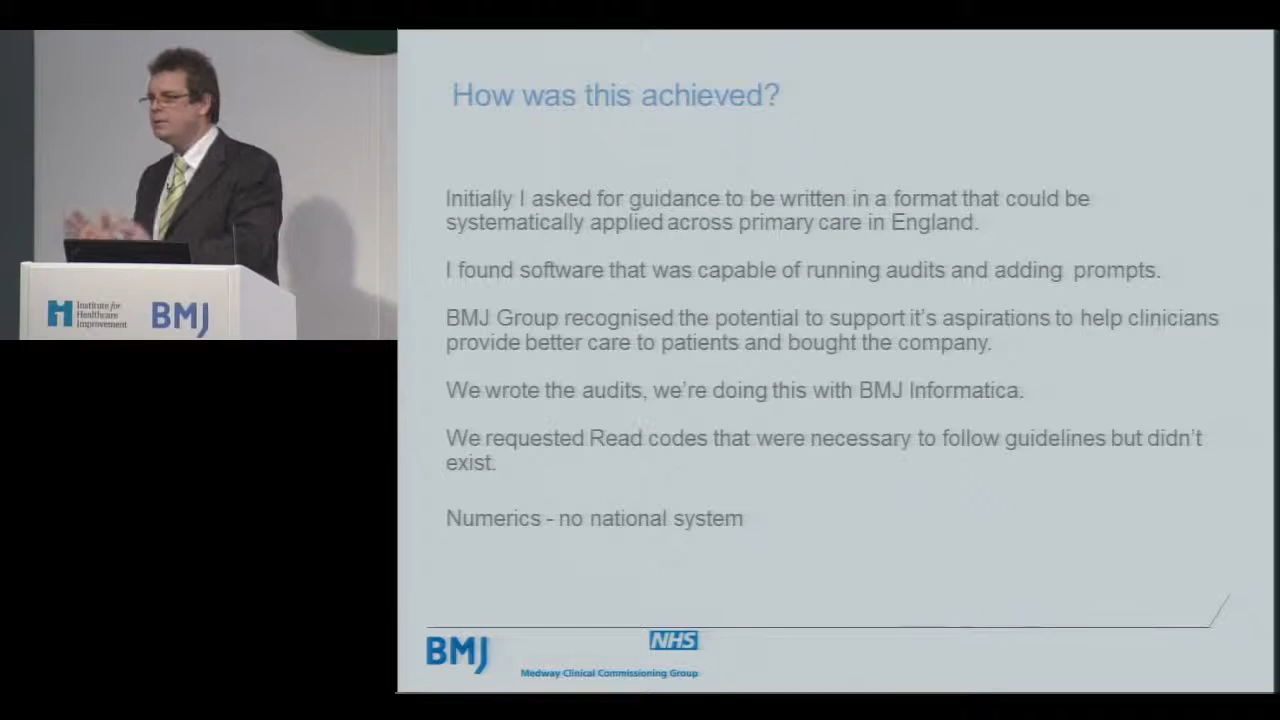 How was this achieved?
Initially I asked for guidance to be written in a format that could be
systematically applied across primary care in England.
I found software that was capable of running audits and adding prompts.
BMJ Group recognised the potential to support it's aspirations to help clinicians
provide better care to patients and bought the company.
We wrote the audits, we're doing this with BMJ Informatica.
We requested Read codes that were necessary to follow guidelines but didn't
exist.
Numerics - no national system
BMJ
NHS
Medway Clinical Commissioning Group
Institute for
Healthcare
Improvement
BMJ